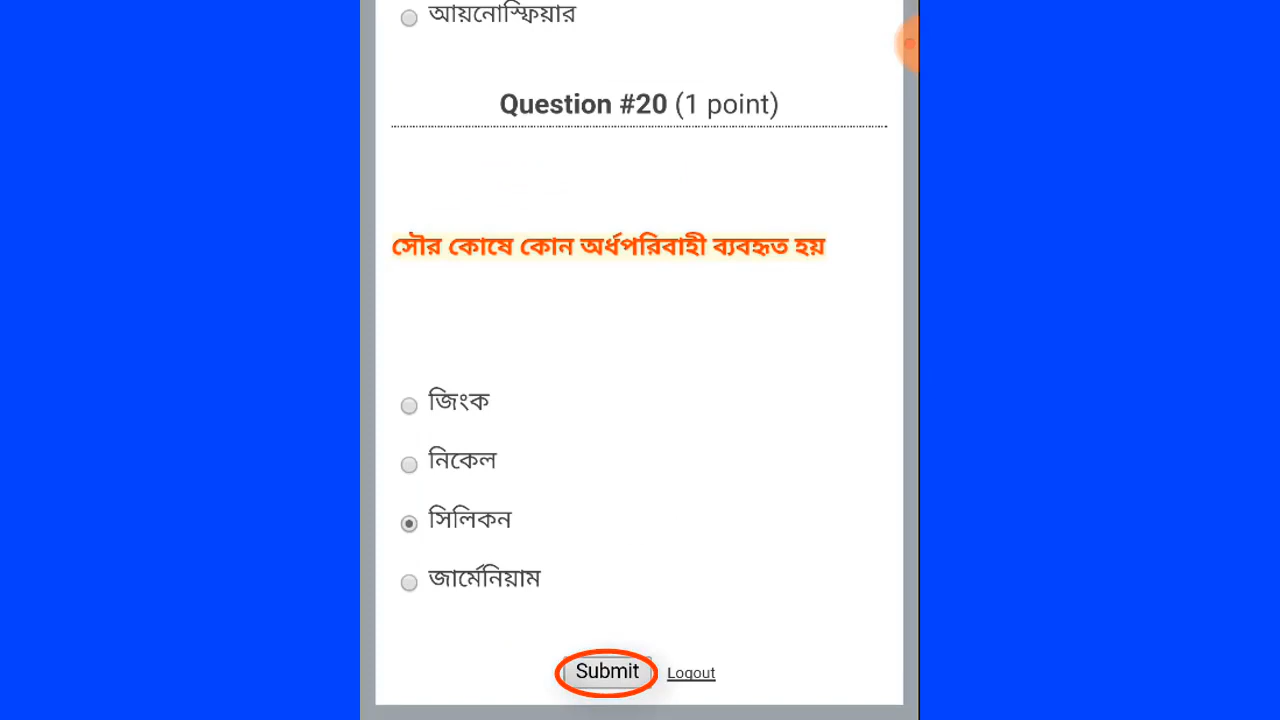 আয়নোস্ফিয়ার
Question #20 (1 point)
সৌর কোষে কোন অর্ধপরিবাহী ব্যবহৃত হয়
জিংক
নিকেল
সিলিকন
জার্মেনিয়াম
Submit Logout